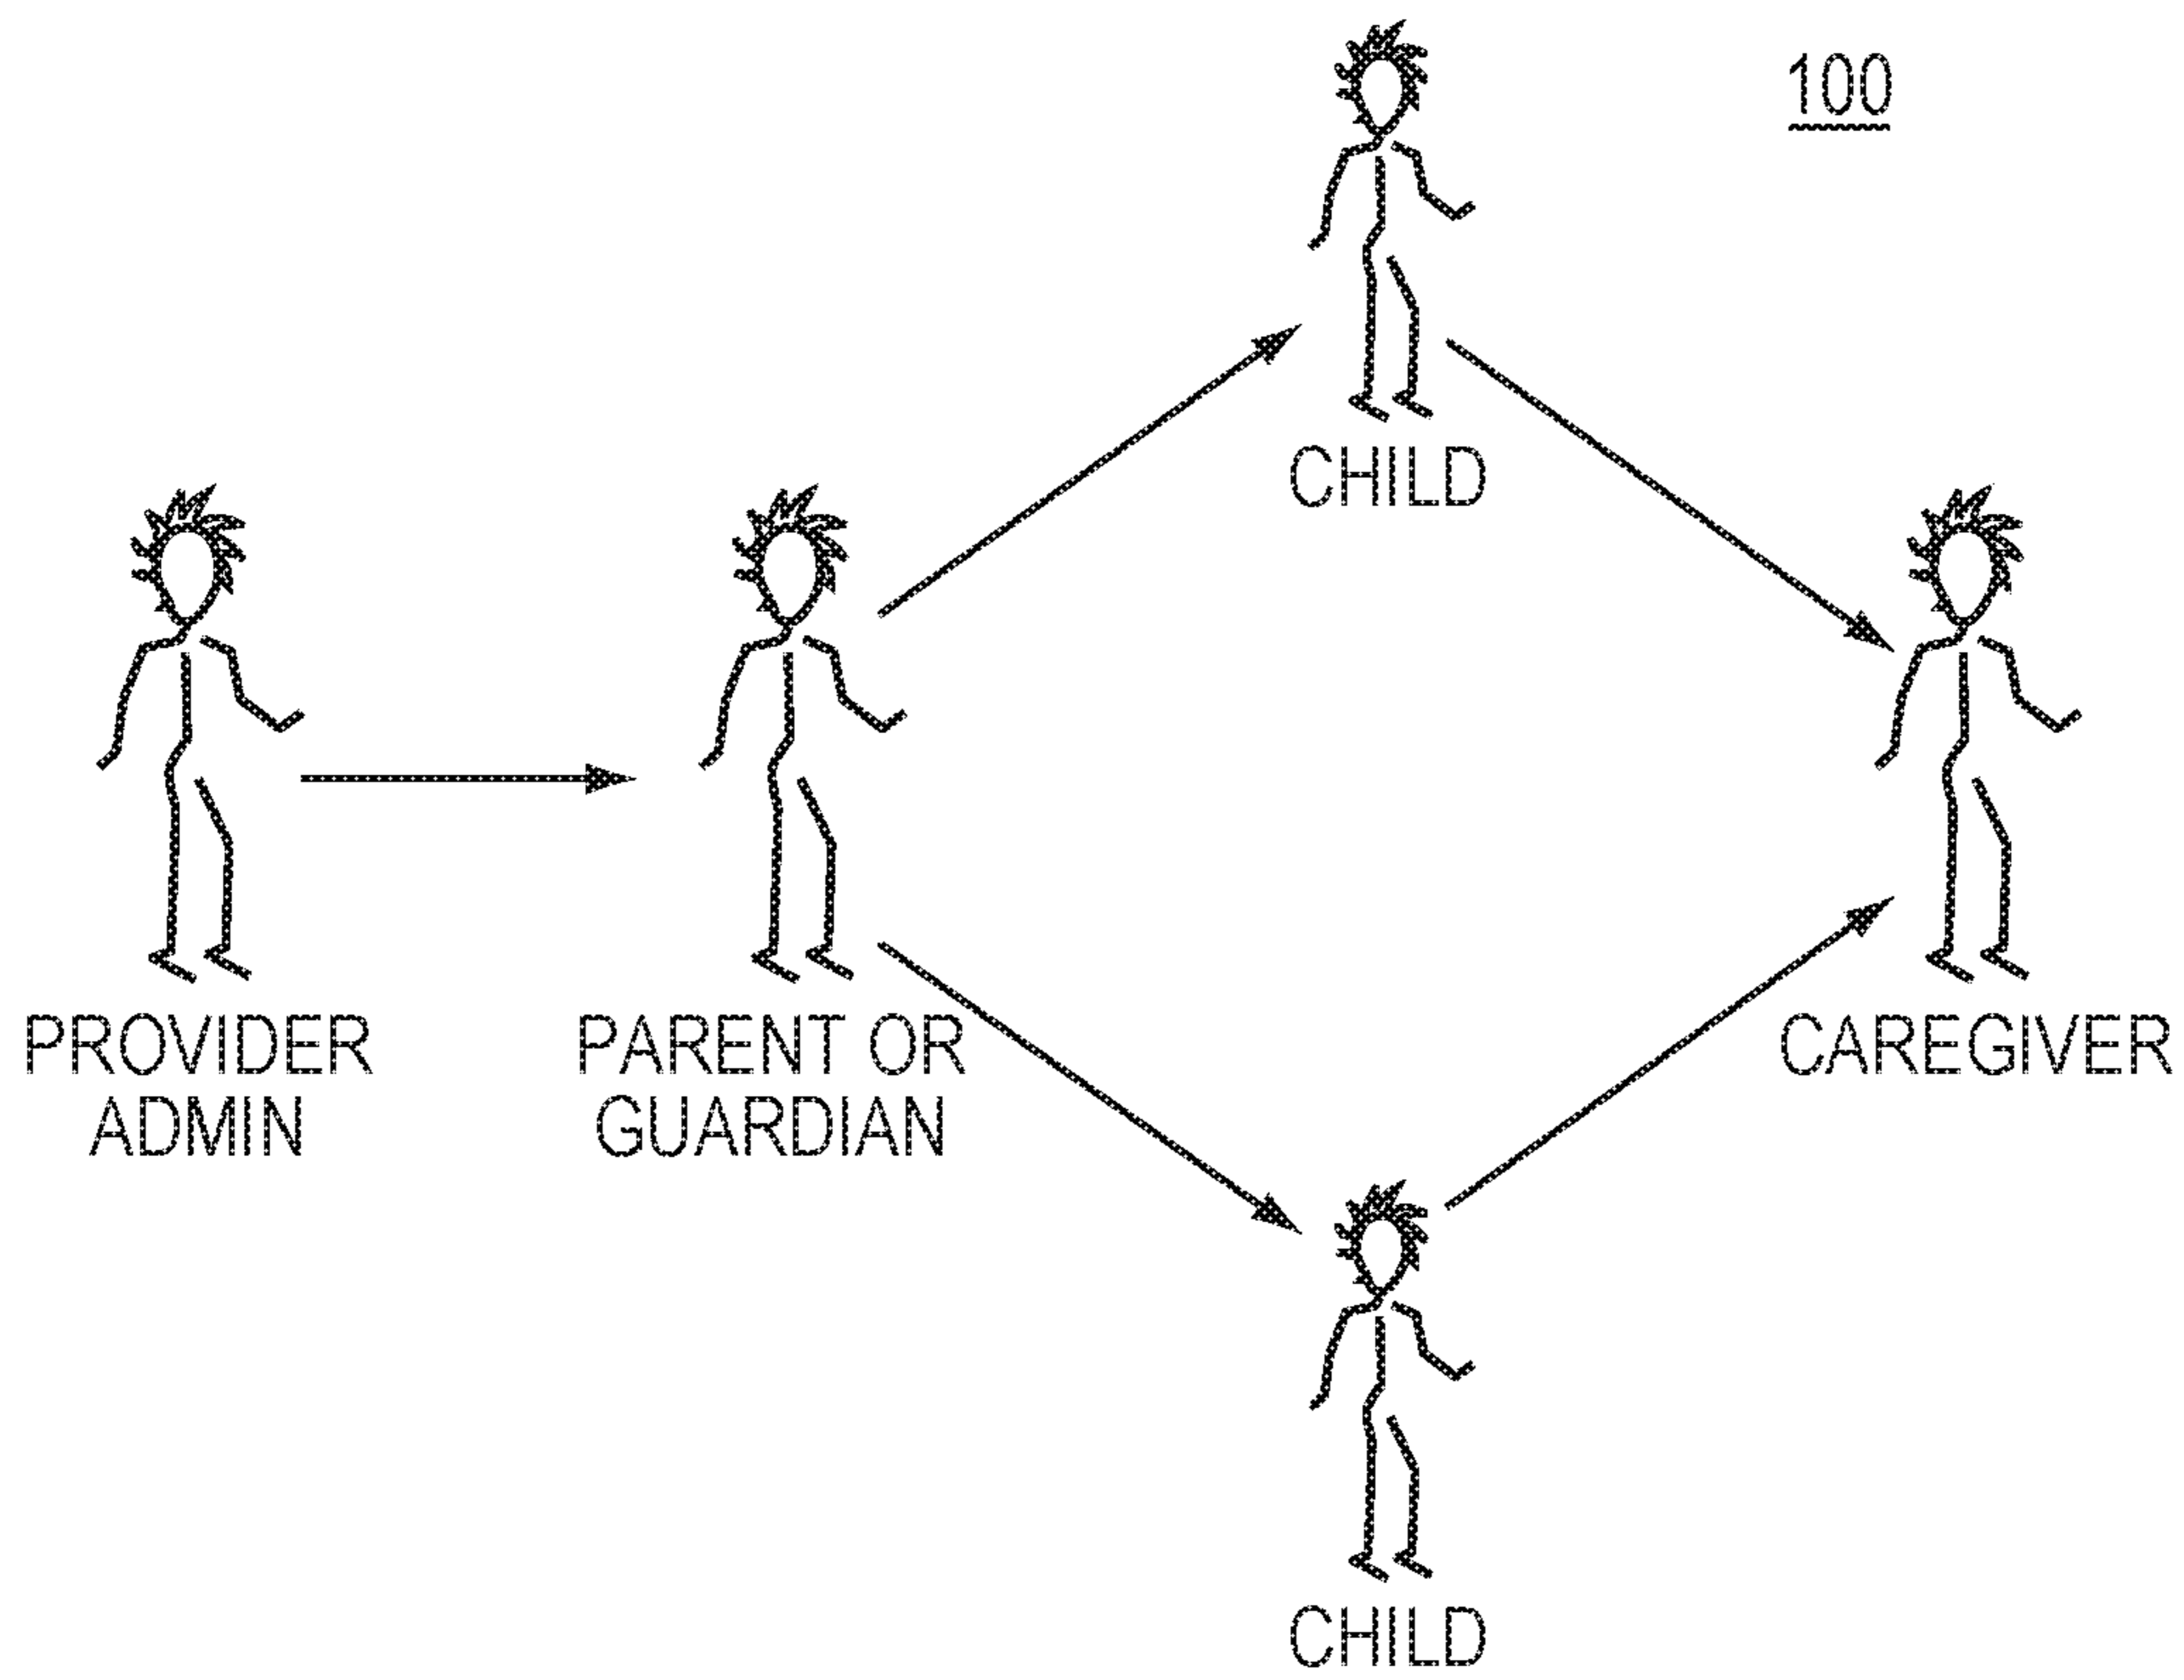 100
CHILD
PROVIDER
ADMIN
PARENT OR
GUARDIAN
CAREGIVER
CHILD